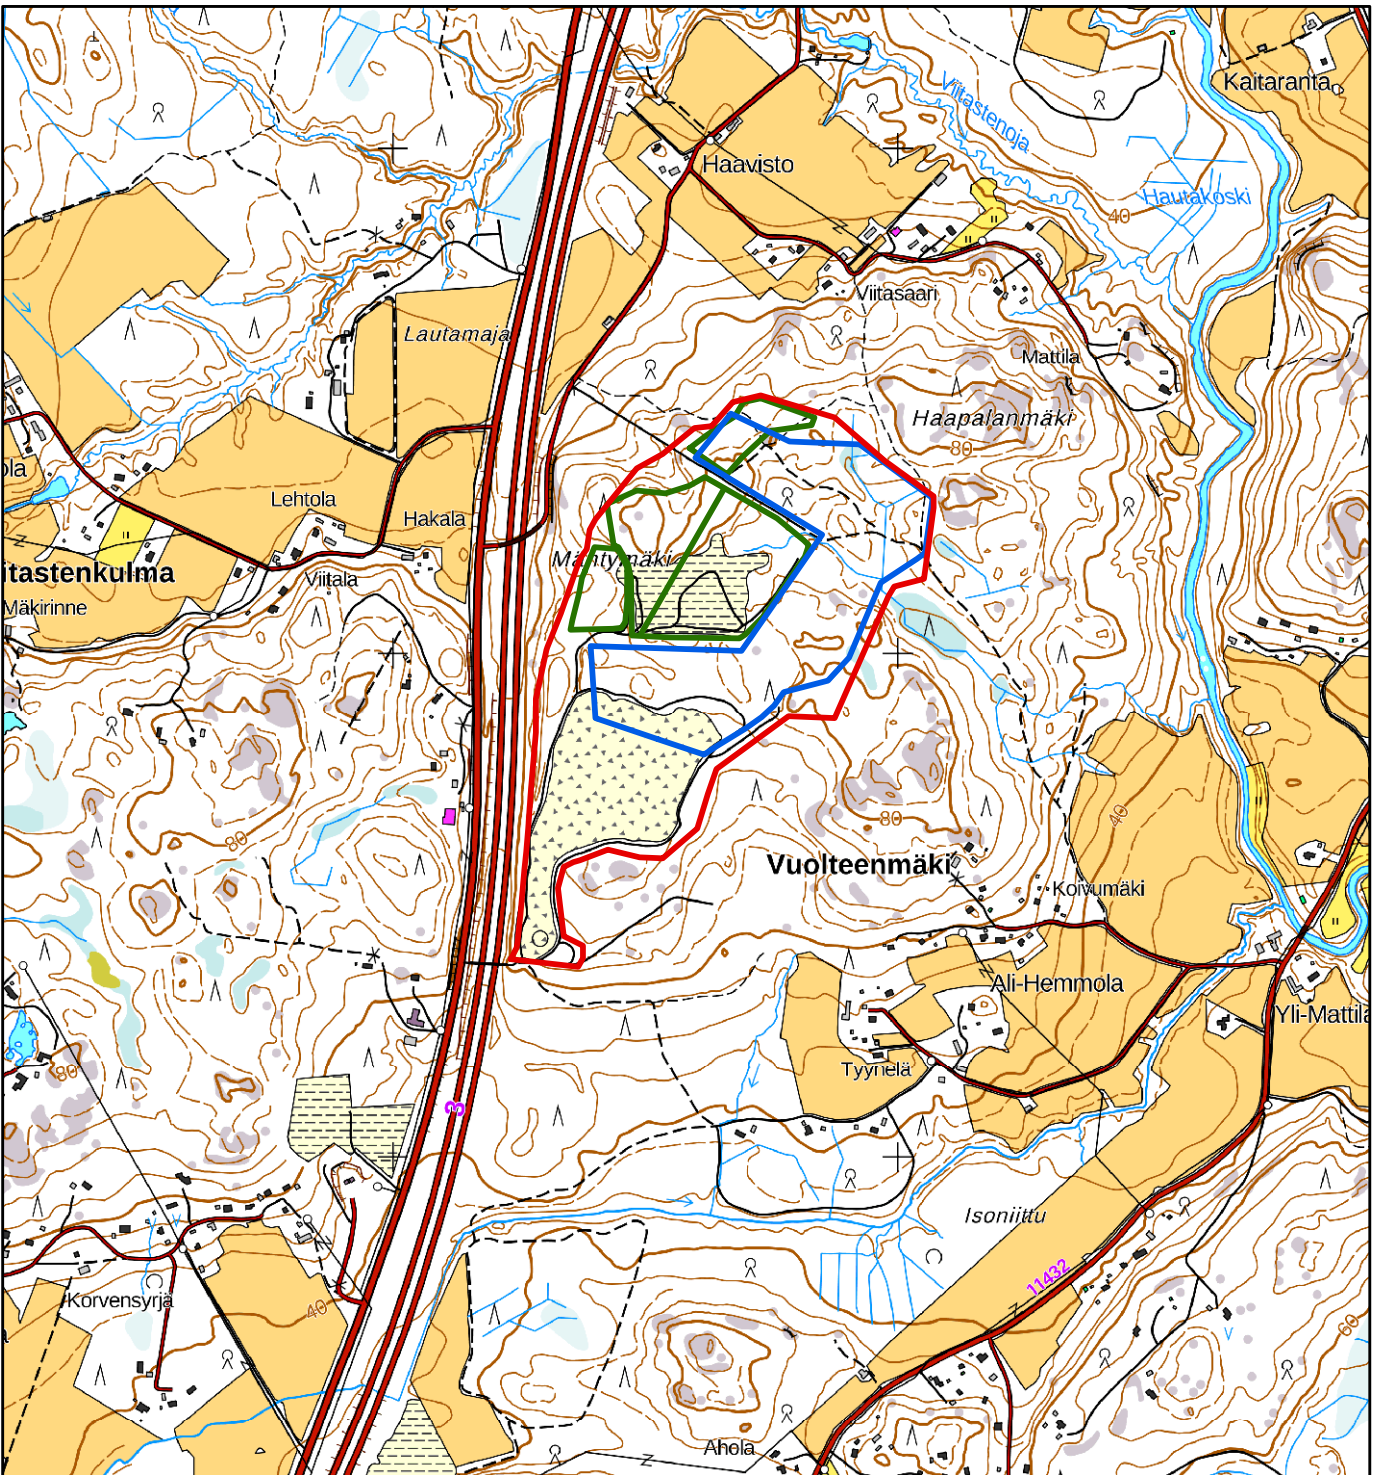 Kaitaranta
Viitastenoja
Haavisto
Hautakoski
40
Viitasaari
Lautamaja
Mattila
Haapalanmäki
80
ola
Lehtola
Hakala
Mäntymäki
itastenkulma
Viitala
Mäkirinne
80
80
40
Vuolteenmäki
Koivumäki
Ali-Hemmola
Yli-Mattila
Tyynelä
80
3
Isoniittu
11432
Korvensyrjä
40
60
a
Ahola